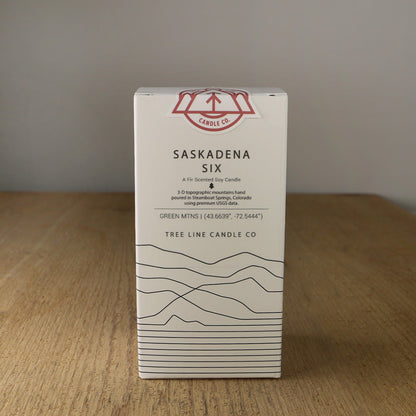 CANDLE CO.
SASKADENA
SIX
A Fir Scented Soy Candle
3-D topographic mountains hand
poured in Steamboat Springs, Colorado
using premium USGS data.
GREEN MTNS | (43.6639°, -72.5444°)
TREE LINE CANDLE CO